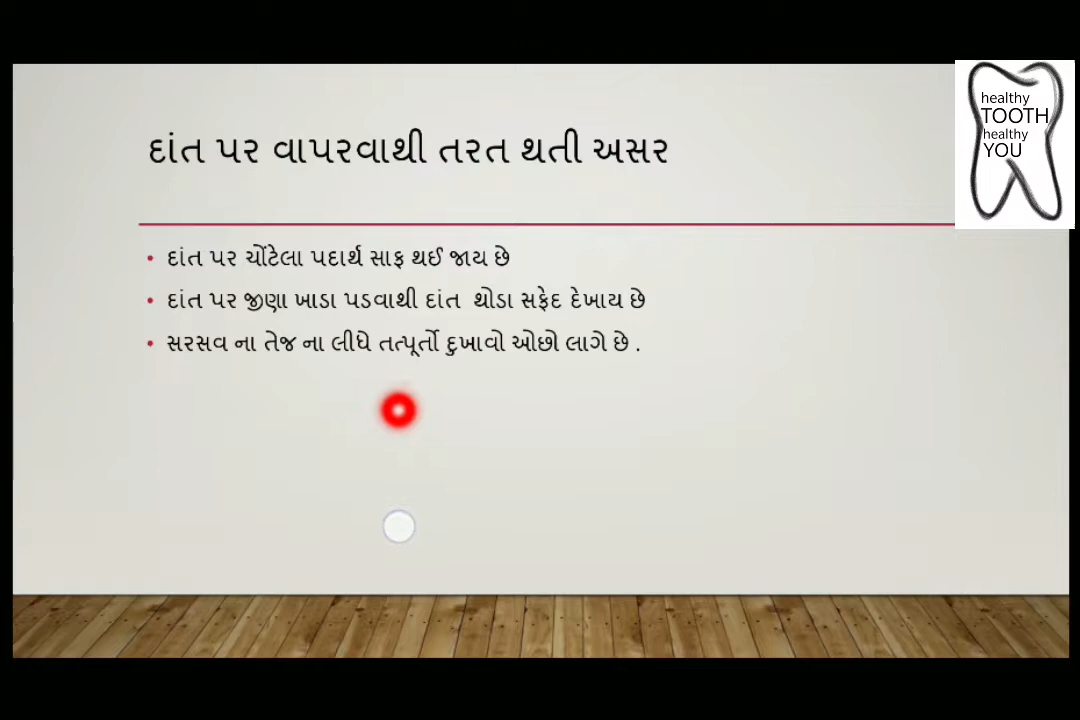 દાંત પર વાપરવાથી તરત થતી અસર
• દાંત પર ચોંટેલા પદાર્થ સાફ થઈ જાય છે
• દાંત પર જીણા ખાડા પડવાથી દાંત થોડા સફેદ દેખાય છે
• સરસવ ના તેજ ના લીધે તત્પૂર્તો દુખાવો ઓછો લાગે છે .
healthy
TOOTH
healthy
YOU